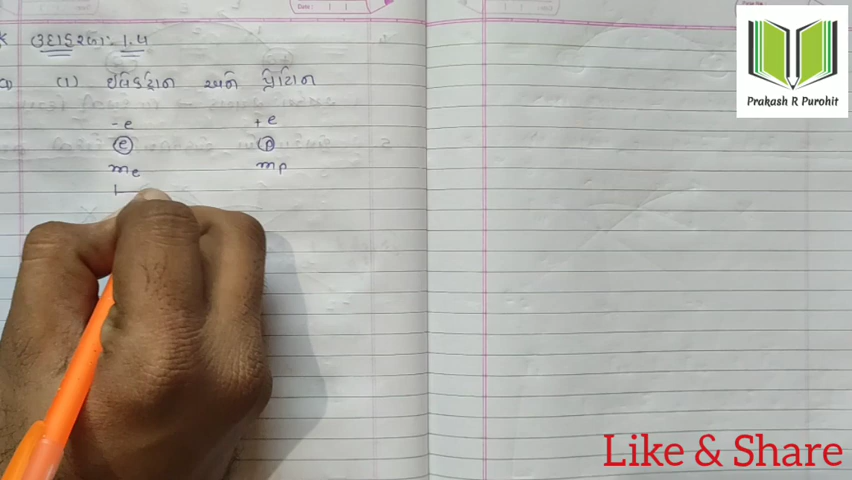 ઉદાહરણ: 1.4
(1) ઇલેક્ટ્રોન અને પ્રોટોન
-e +e
e p
me mp
Prakash R Purohit
Like & Share